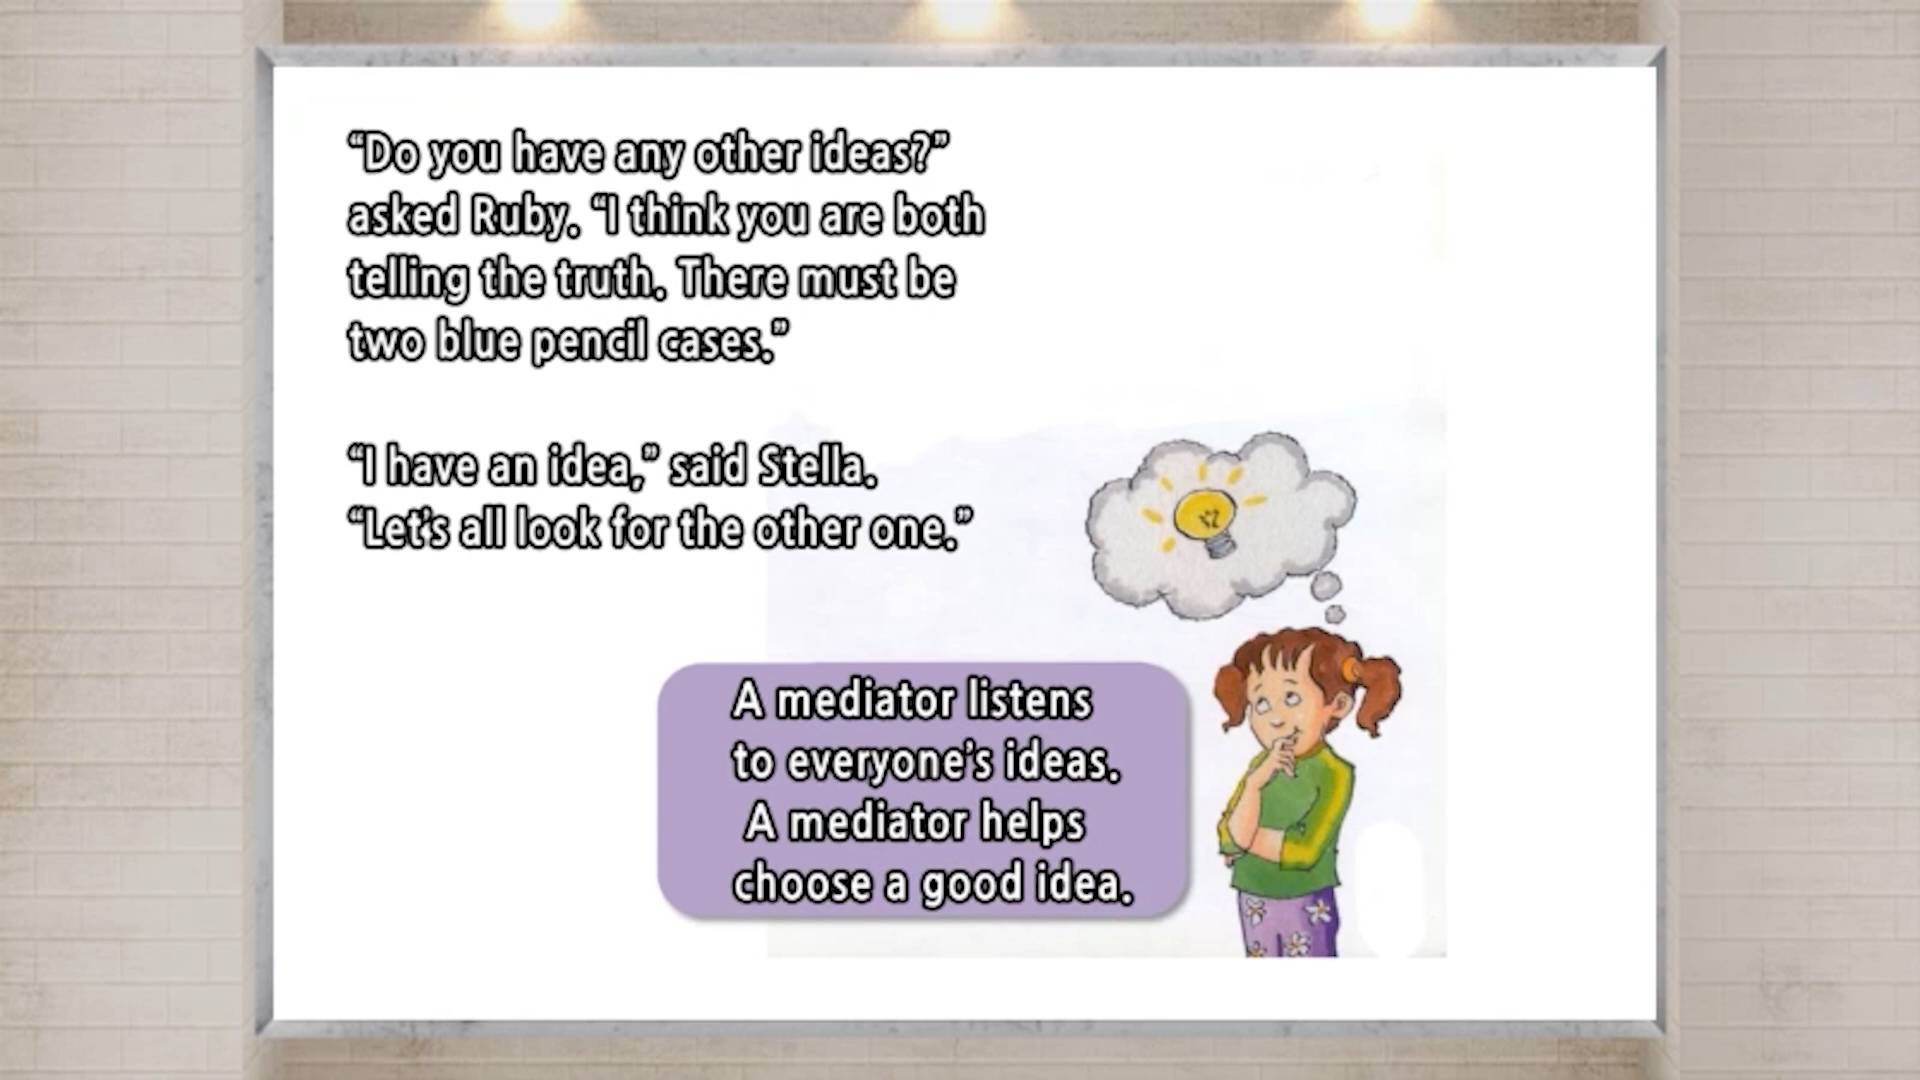 “Do you have any other ideas?”
asked Ruby. “I think you are both
telling the truth. There must be
two blue pencil cases.”
“I have an idea,” said Stella.
“Let’s all look for the other one.”
A mediator listens
to everyone’s ideas.
A mediator helps
choose a good idea.